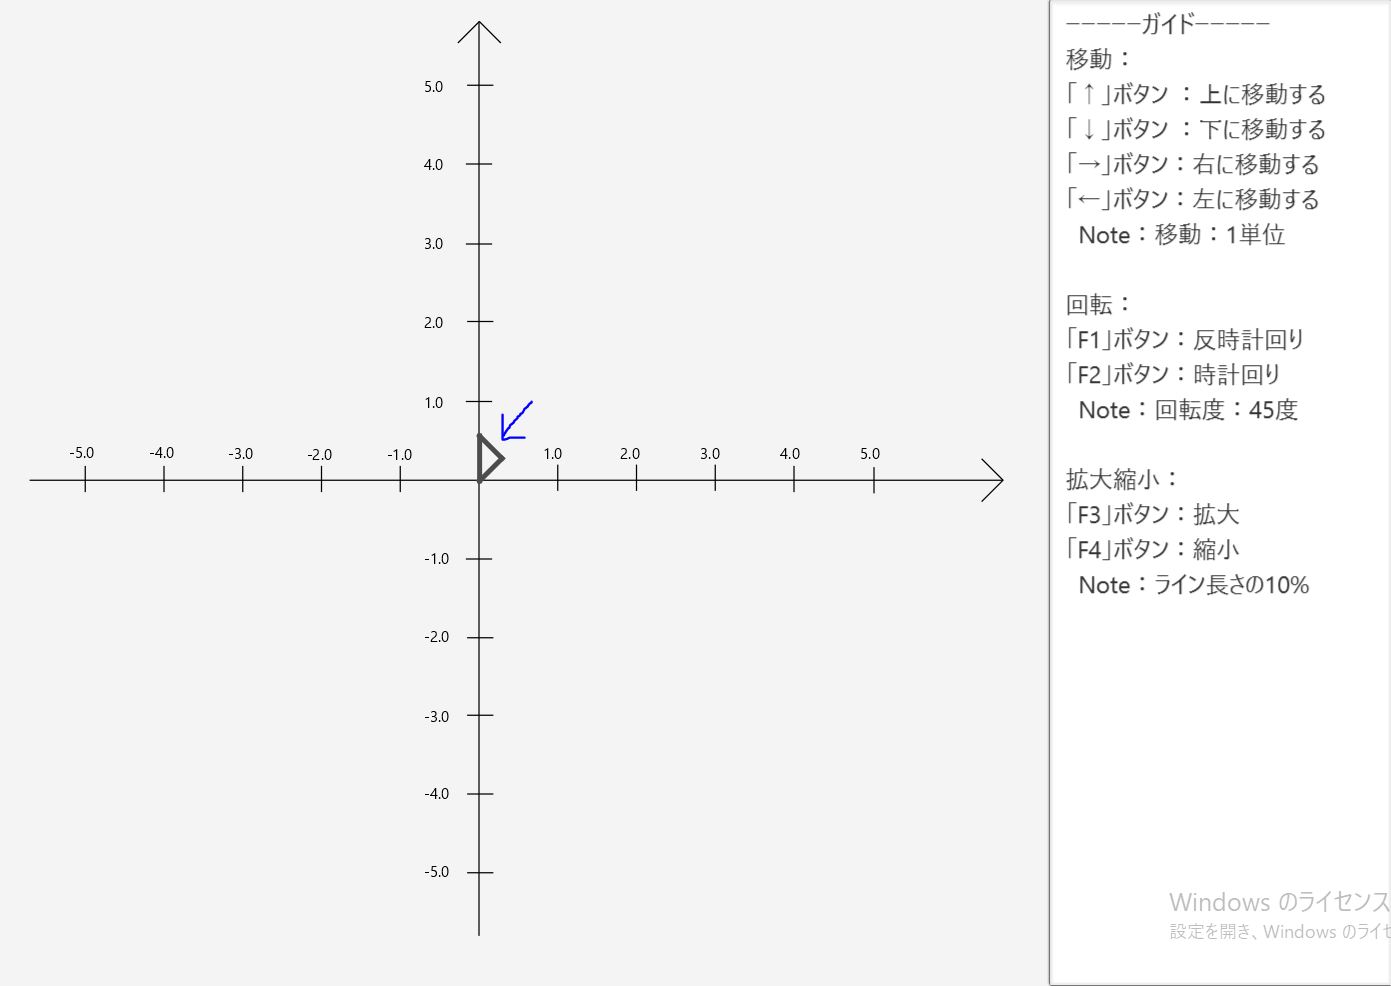 5.0
4.0
3.0
2.0
1.0
-5.0 -4.0 -3.0 -2.0 -1.0 1.0 2.0 3.0 4.0 5.0
-1.0
-2.0
-3.0
-4.0
-5.0
-----ガイド-----
移動：
「↑」ボタン ：上に移動する
「↓」ボタン ：下に移動する
「→」ボタン：右に移動する
「←」ボタン：左に移動する
Note：移動：1単位
回転：
「F1」ボタン：反時計回り
「F2」ボタン：時計回り
Note：回転度：45度
拡大縮小：
「F3」ボタン：拡大
「F4」ボタン：縮小
Note：ライン長さの10%
Windows のライセンス
設定を開き、Windows のライセ